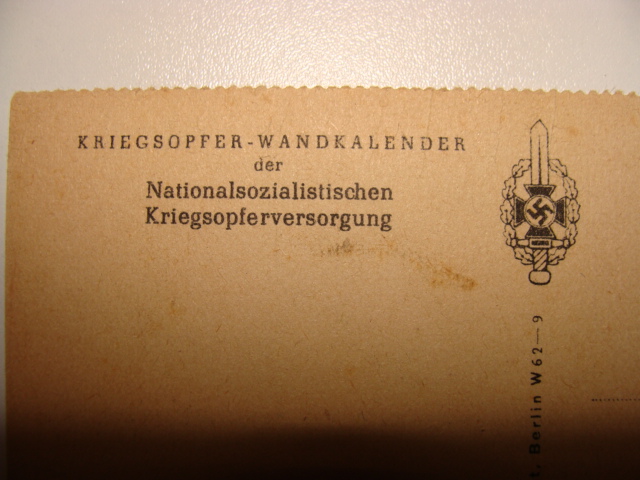 KRIEGSOPFER-WANDKALENDER
der
Nationalsozialistischen
Kriegsopferversorgung
Berlin W 62—9